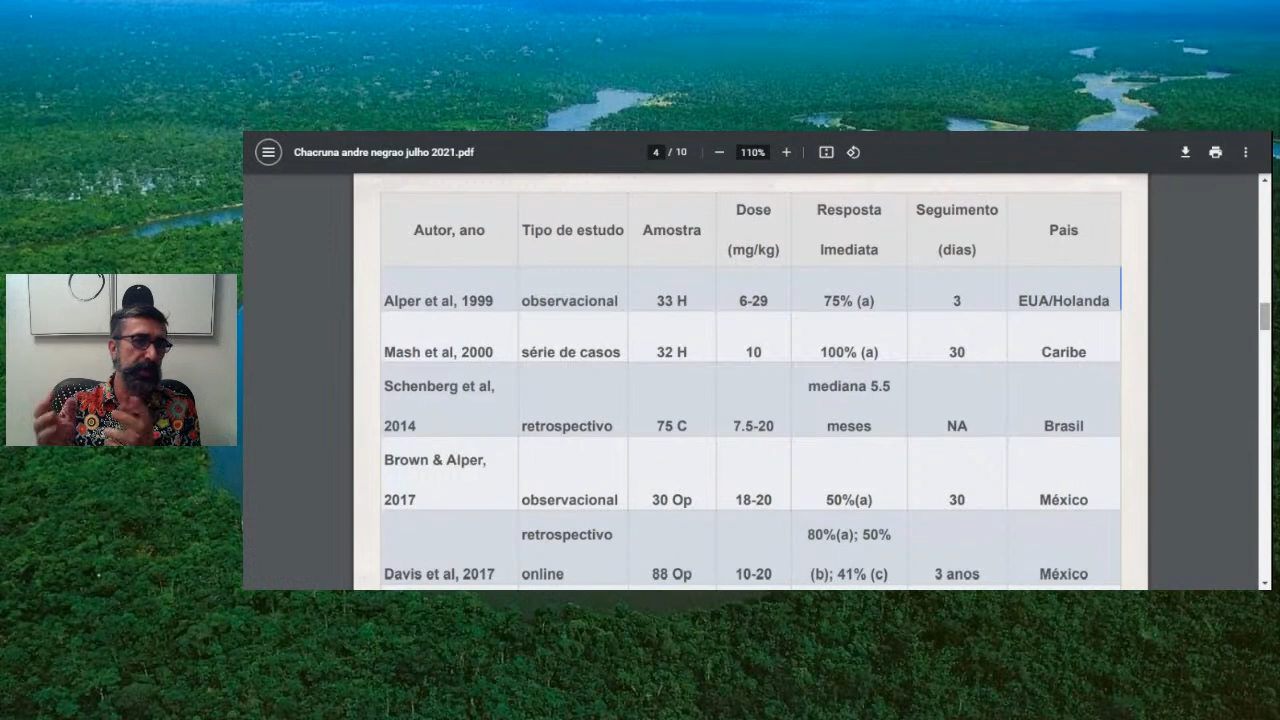 Chacruna andre negrao julho 2021.pdf
4 / 10
110%
Autor, ano Tipo de estudo Amostra Dose (mg/kg) Resposta Imediata Seguimento (dias) Pais
Alper et al, 1999 observacional 33 H 6-29 75% (a) 3 EUA/Holanda
Mash et al, 2000 série de casos 32 H 10 100% (a) 30 Caribe
Schenberg et al, 2014 retrospectivo 75 C 7.5-20 mediana 5.5 meses NA Brasil
Brown & Alper, 2017 observacional 30 Op 18-20 50%(a) 30 México
Davis et al, 2017 retrospectivo online 88 Op 10-20 80%(a); 50% (b); 41% (c) 3 anos México